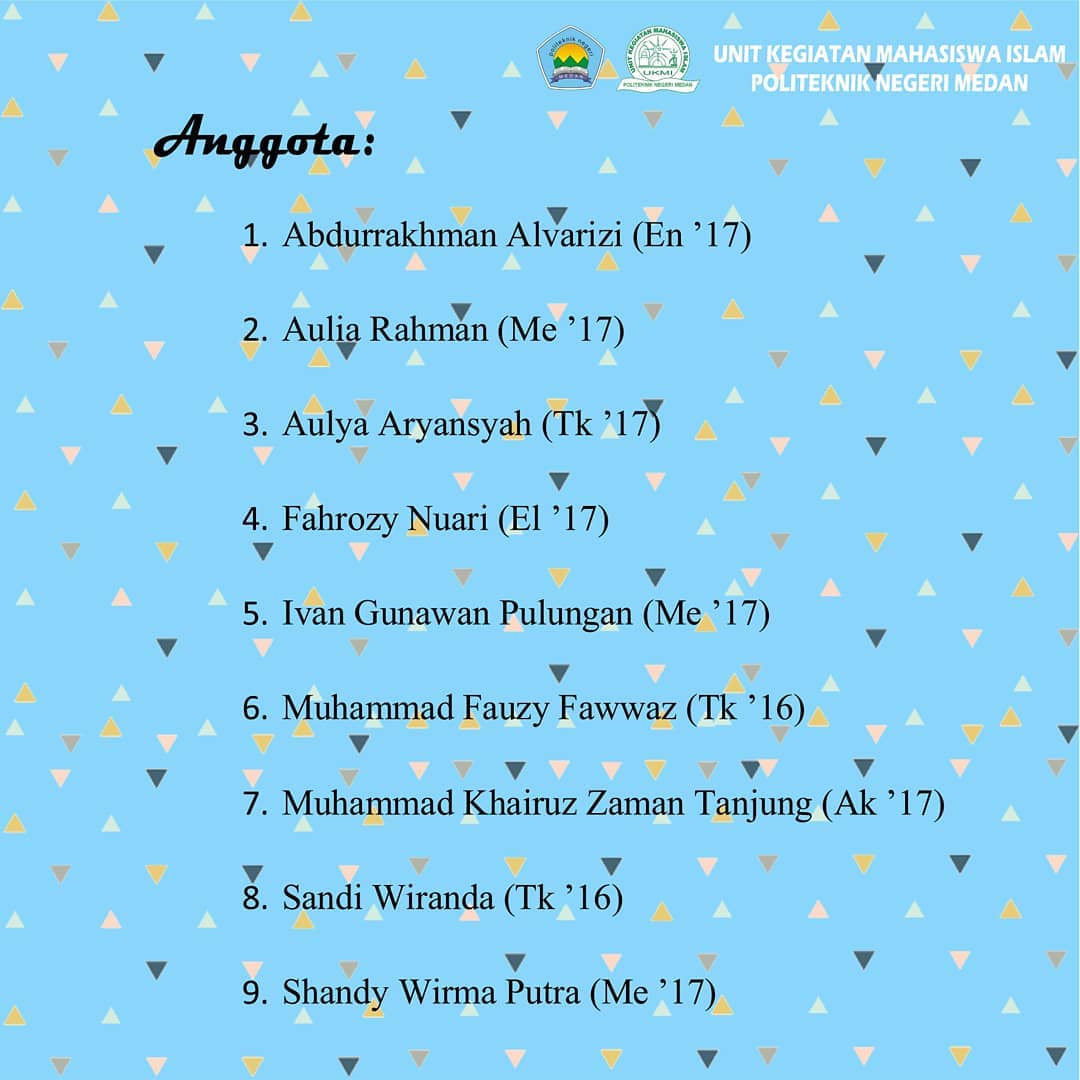 politeknik negeri
MEDAN
UNIT KEGIATAN MAHASISWA ISLAM
UKMI
POLITEKNIK NEGERI MEDAN
UNIT KEGIATAN MAHASISWA ISLAM
POLITEKNIK NEGERI MEDAN
Anggota:
1. Abdurrakhman Alvarizi (En ’17)
2. Aulia Rahman (Me ’17)
3. Aulya Aryansyah (Tk ’17)
4. Fahrozy Nuari (El ’17)
5. Ivan Gunawan Pulungan (Me ’17)
6. Muhammad Fauzy Fawwaz (Tk ’16)
7. Muhammad Khairuz Zaman Tanjung (Ak ’17)
8. Sandi Wiranda (Tk ’16)
9. Shandy Wirma Putra (Me ’17)